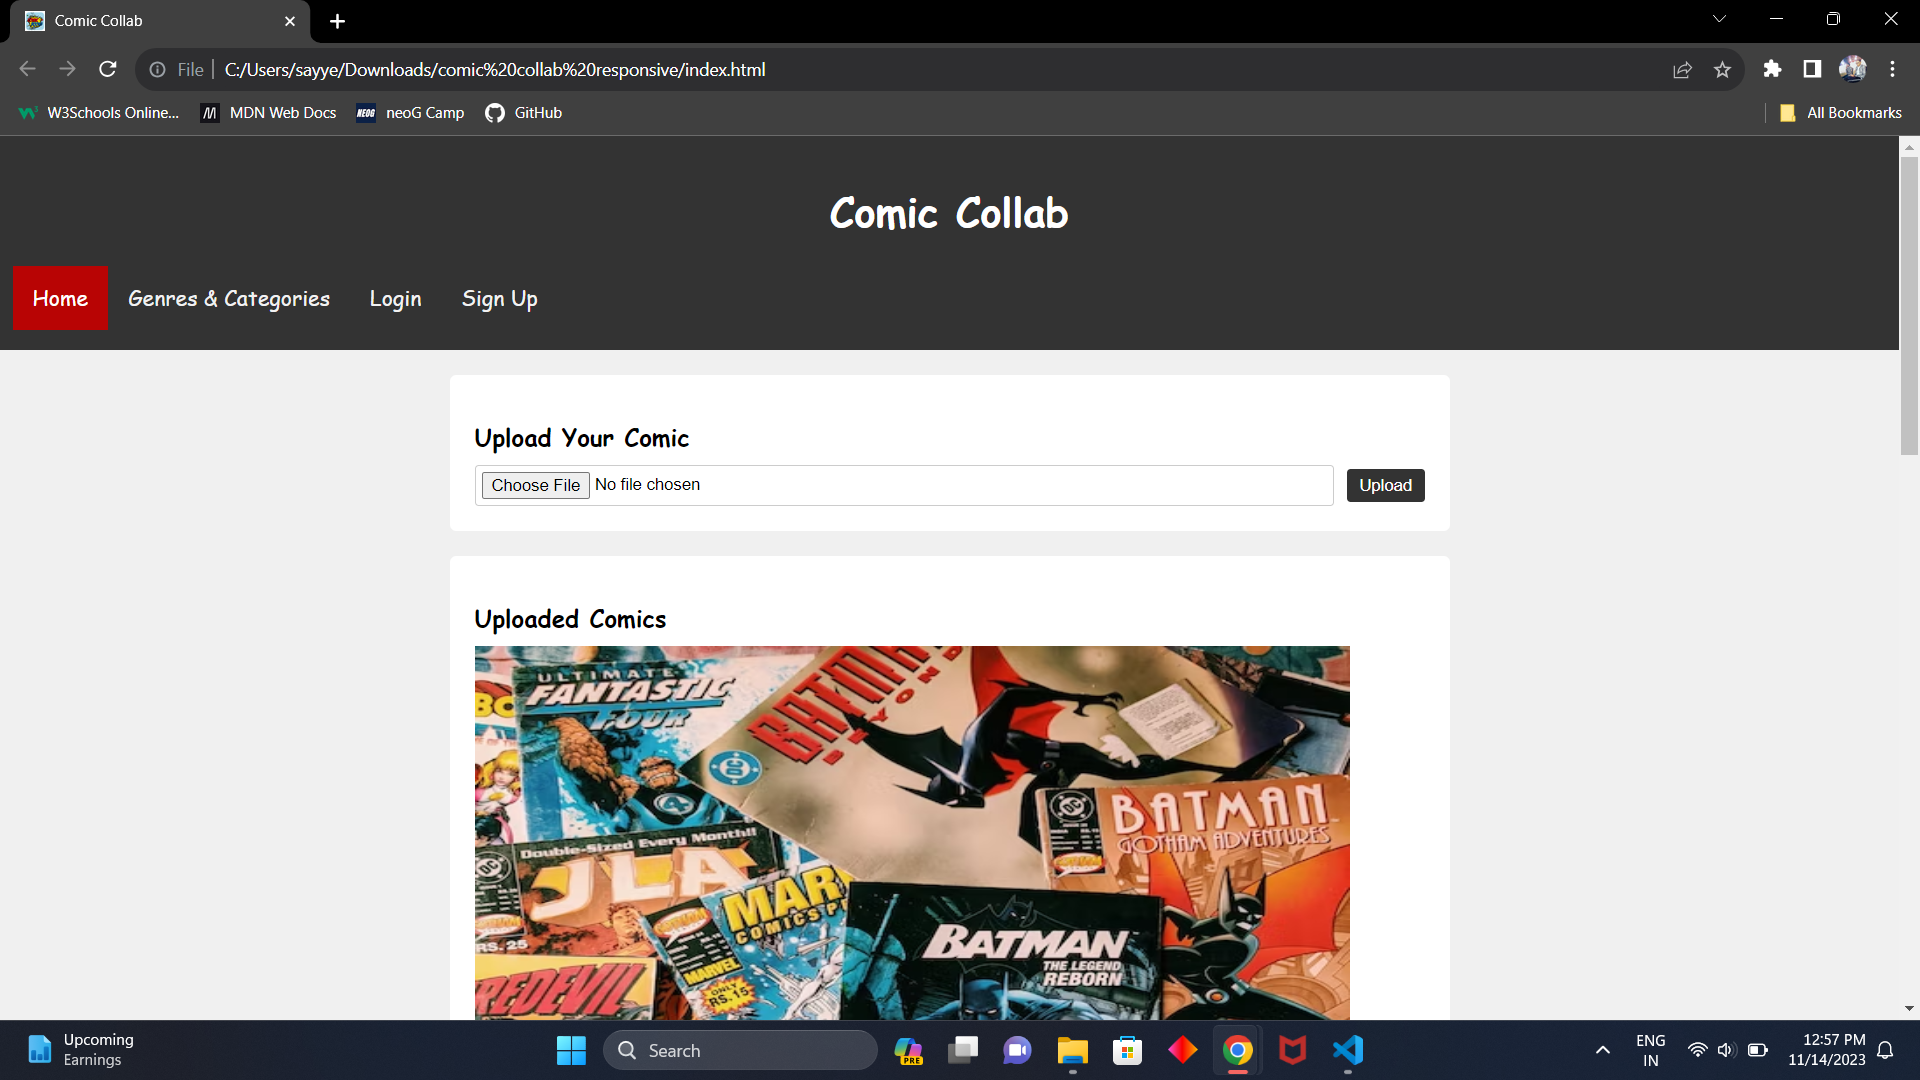 Comic Collab
File
C:/Users/sayye/Downloads/comic%20collab%20responsive/index.html
W3Schools Online...
MDN Web Docs
NEOG
neoG Camp
GitHub
All Bookmarks
Comic Collab
Home
Genres & Categories
Login
Sign Up
Upload Your Comic
Choose File No file chosen
Upload
Uploaded Comics
ULTIMATE
FANTASTIC
FOUR
BATMAN
BEYOND
BATMAN
GOTHAM ADVENTURES
Double-Sized Every Month!!
JLA
RS. 25
MARVEL
ONLY
RS.15
BATMAN
THE LEGEND
REBORN
REDEVIL
Upcoming
Earnings
Search
PRE
ENG
IN
12:57 PM
11/14/2023